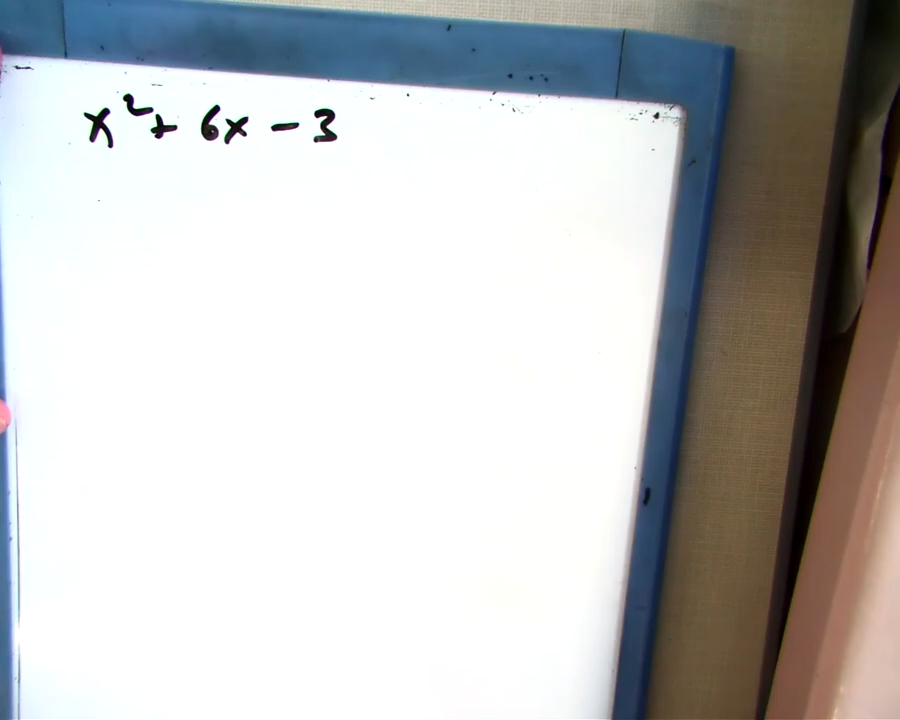 x² + 6x - 3